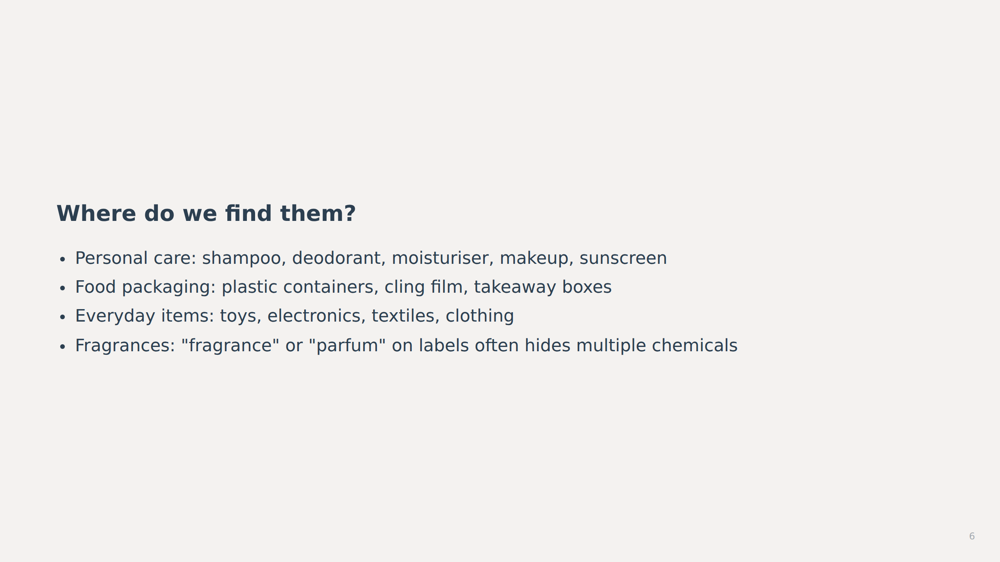 Where do we find them?
• Personal care: shampoo, deodorant, moisturiser, makeup, sunscreen
• Food packaging: plastic containers, cling film, takeaway boxes
• Everyday items: toys, electronics, textiles, clothing
• Fragrances: "fragrance" or "parfum" on labels often hides multiple chemicals
6